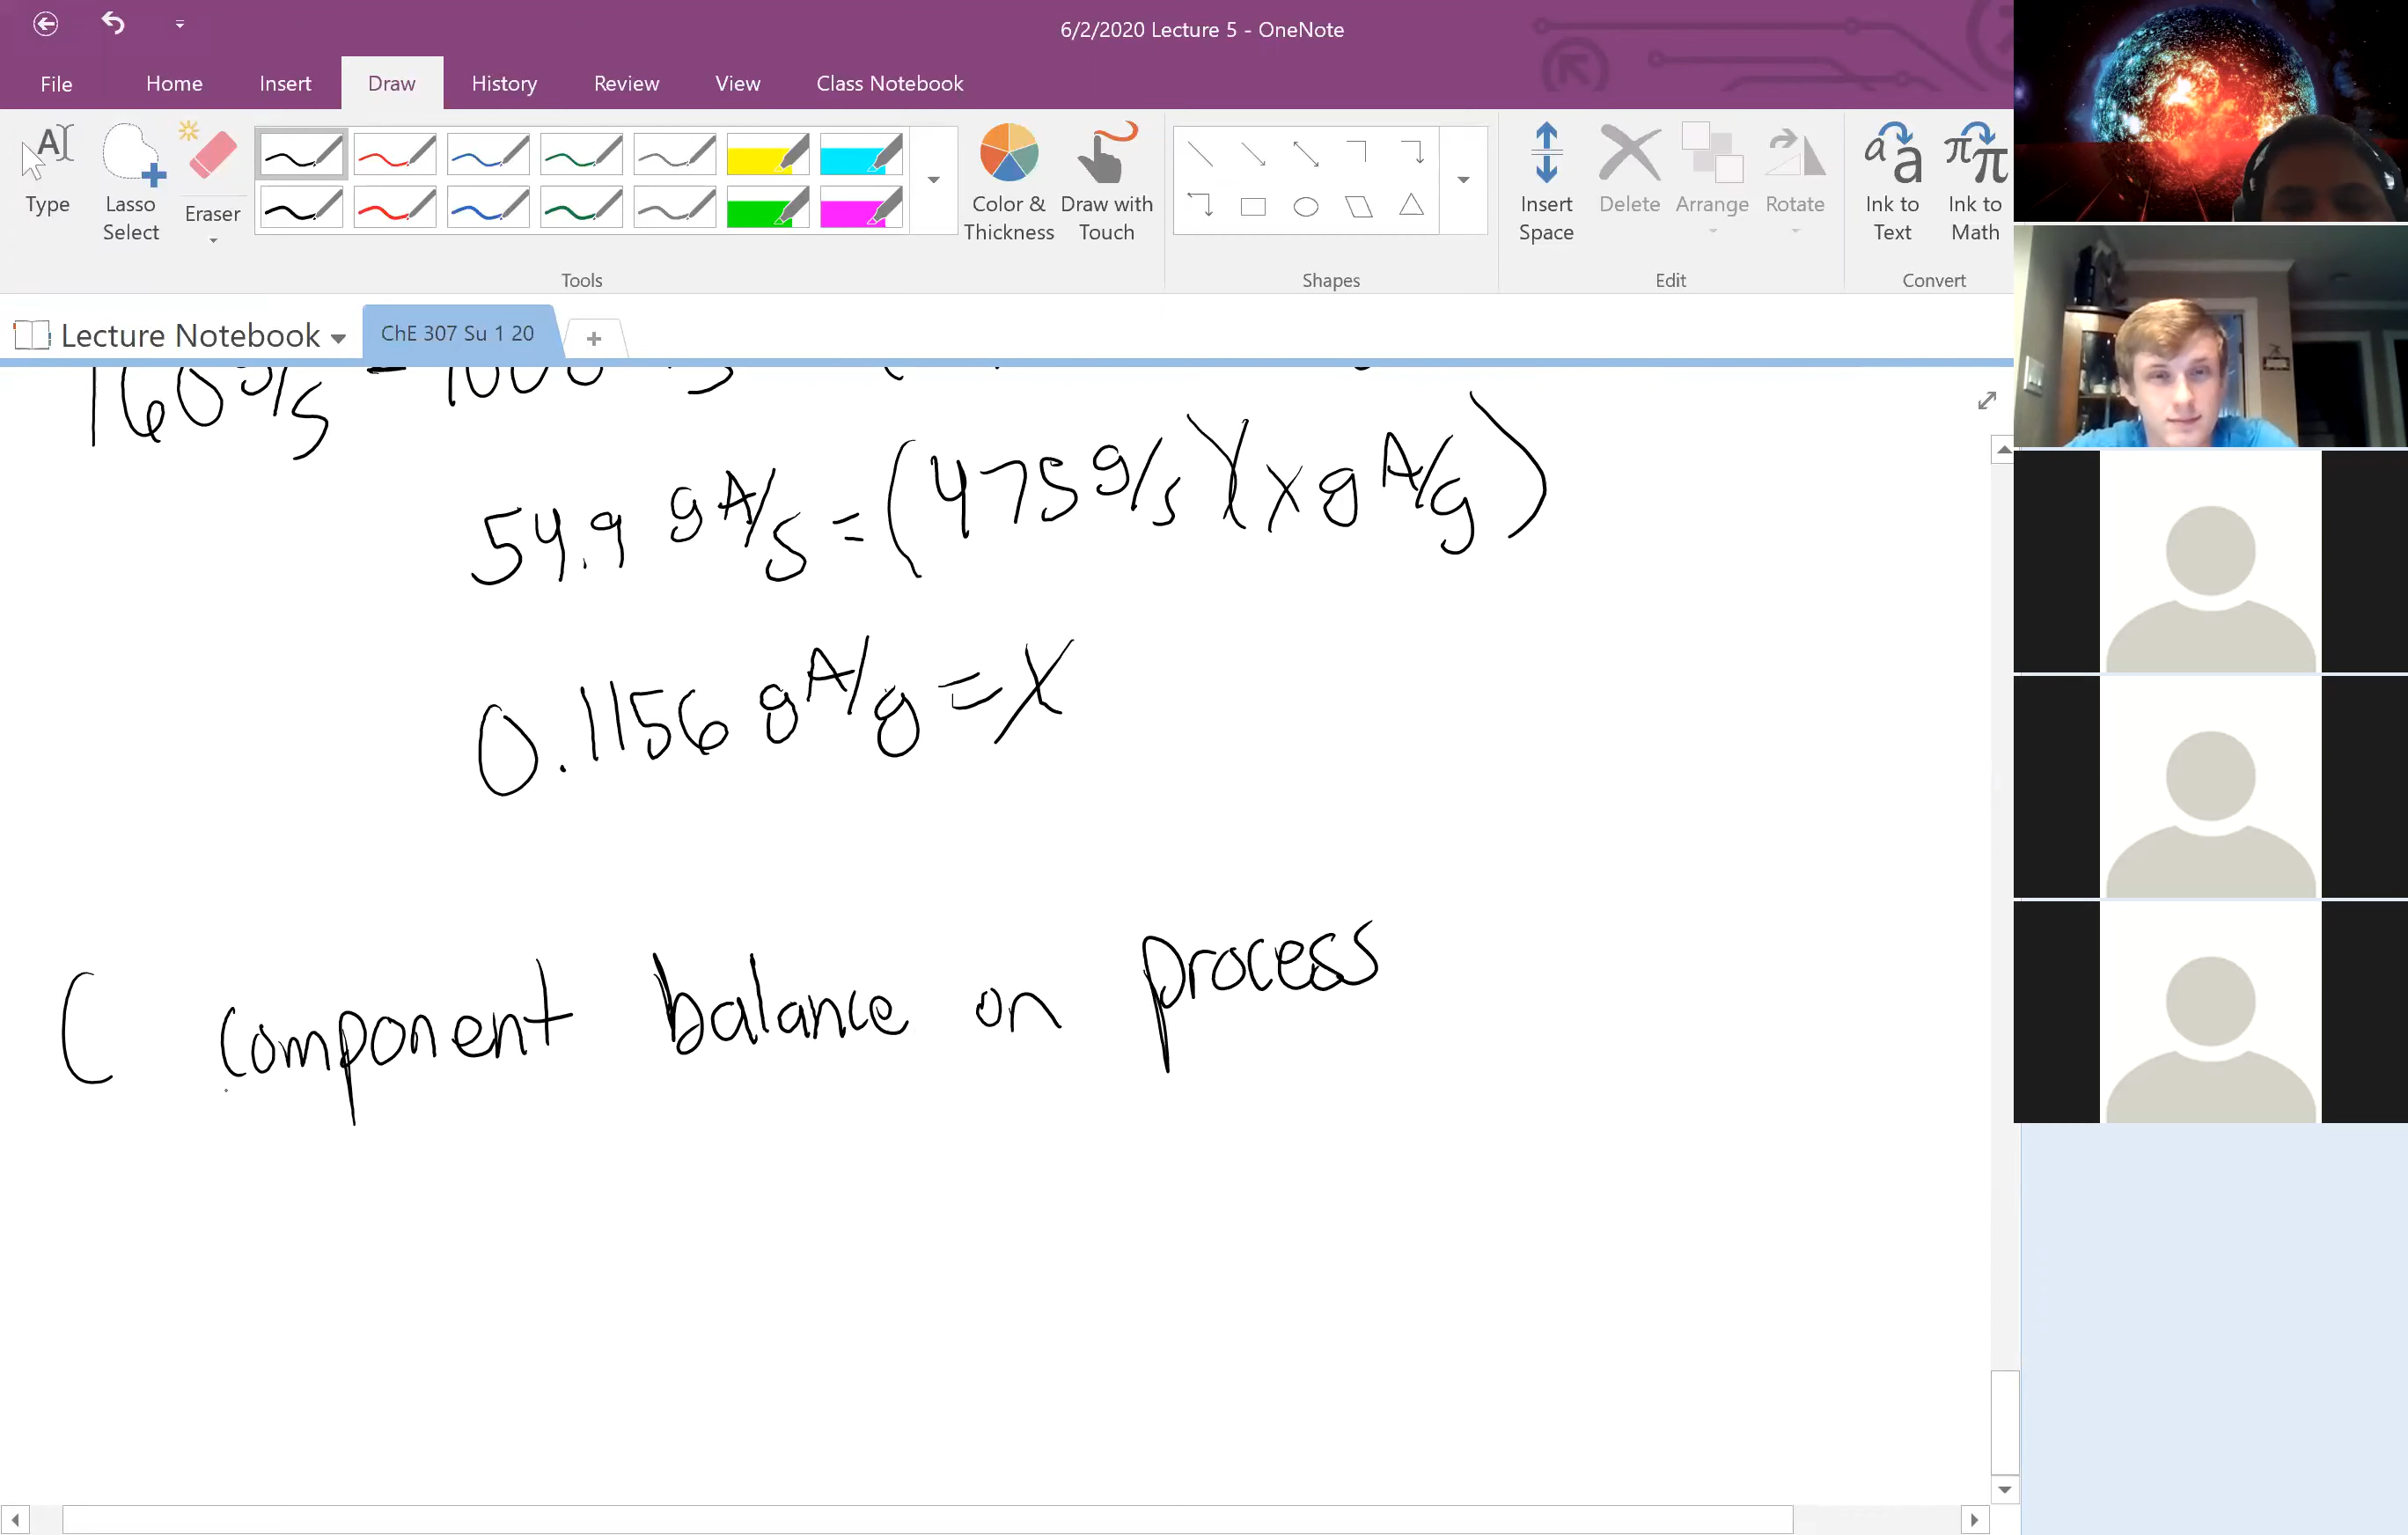 6/2/2020 Lecture 5 - OneNote
File Home Insert Draw History Review View Class Notebook
Type
Lasso Select
Eraser
Color & Thickness
Draw with Touch
Insert Space
Delete
Arrange
Rotate
Ink to Text
Ink to Math
Tools Shapes Edit Convert
Lecture Notebook ChE 307 Su 1 20 +
160 g/s
54.9 gA/s = (475 g/s)(x gA/g)
0.1156 gA/g = x
C component balance on process